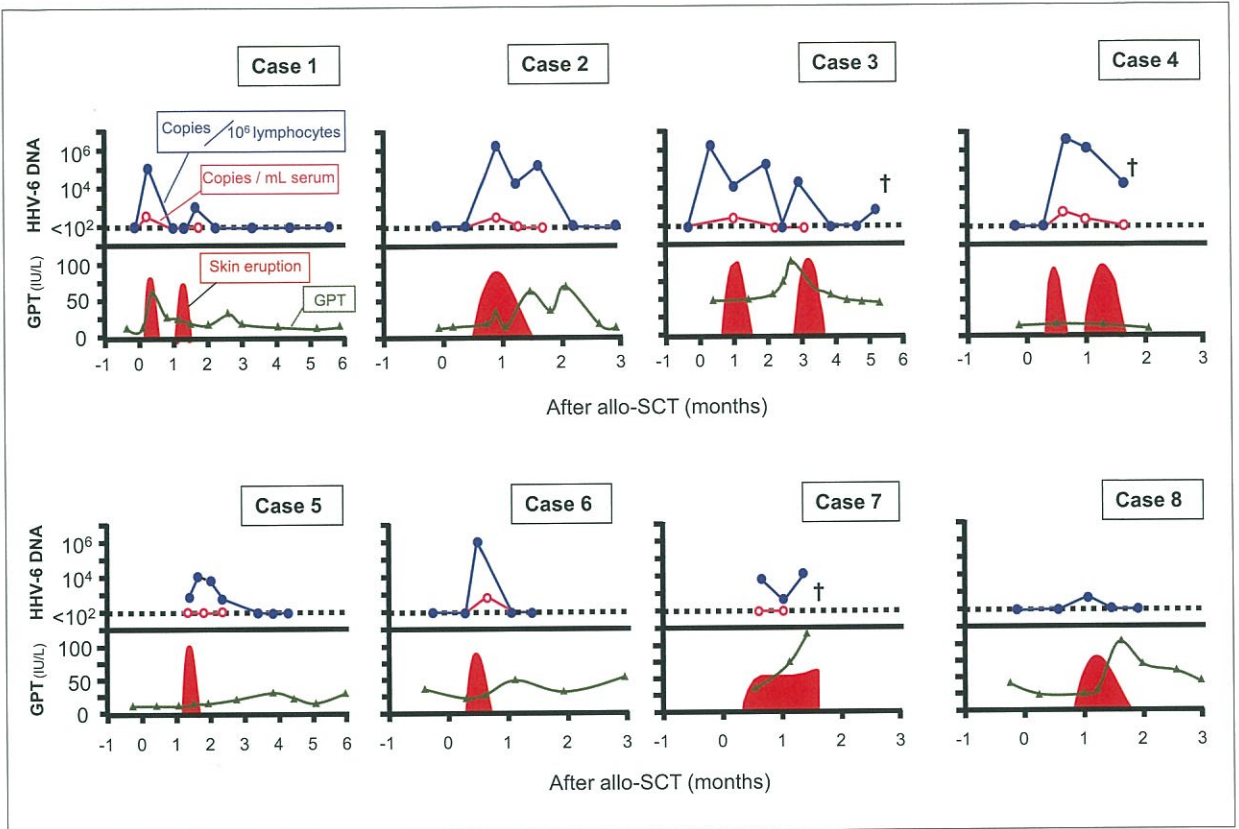 Case 1
Case 2
Case 3
Case 4
HHV-6 DNA
10⁶
10⁴
<10²
Copies / 10⁶ lymphocytes
Copies / mL serum
†
†
GPT (IU/L)
100
50
0
Skin eruption
GPT
-1 0 1 2 3 4 5 6
-1 0 1 2 3
-1 0 1 2 3 4 5 6
-1 0 1 2 3
After allo-SCT (months)
Case 5
Case 6
Case 7
Case 8
HHV-6 DNA
10⁶
10⁴
<10²
†
GPT (IU/L)
100
50
0
-1 0 1 2 3 4 5 6
-1 0 1 2 3
-1 0 1 2 3
-1 0 1 2 3
After allo-SCT (months)